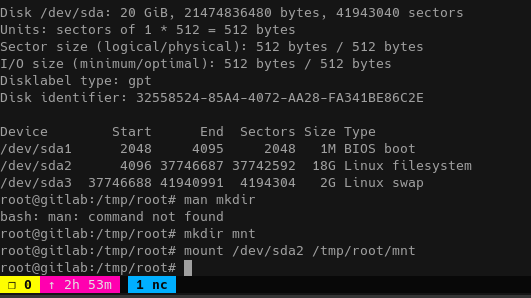 Disk /dev/sda: 20 GiB, 21474836480 bytes, 41943040 sectors
Units: sectors of 1 * 512 = 512 bytes
Sector size (logical/physical): 512 bytes / 512 bytes
I/O size (minimum/optimal): 512 bytes / 512 bytes
Disklabel type: gpt
Disk identifier: 32558524-85A4-4072-AA28-FA341BE86C2E
Device        Start      End  Sectors Size Type
/dev/sda1      2048     4095     2048   1M BIOS boot
/dev/sda2      4096 37746687 37742592  18G Linux filesystem
/dev/sda3  37746688 41940991  4194304   2G Linux swap
root@gitlab:/tmp/root# man mkdir
bash: man: command not found
root@gitlab:/tmp/root# mkdir mnt
root@gitlab:/tmp/root# mount /dev/sda2 /tmp/root/mnt
root@gitlab:/tmp/root#
❐ 0 ↑ 2h 53m 1 nc